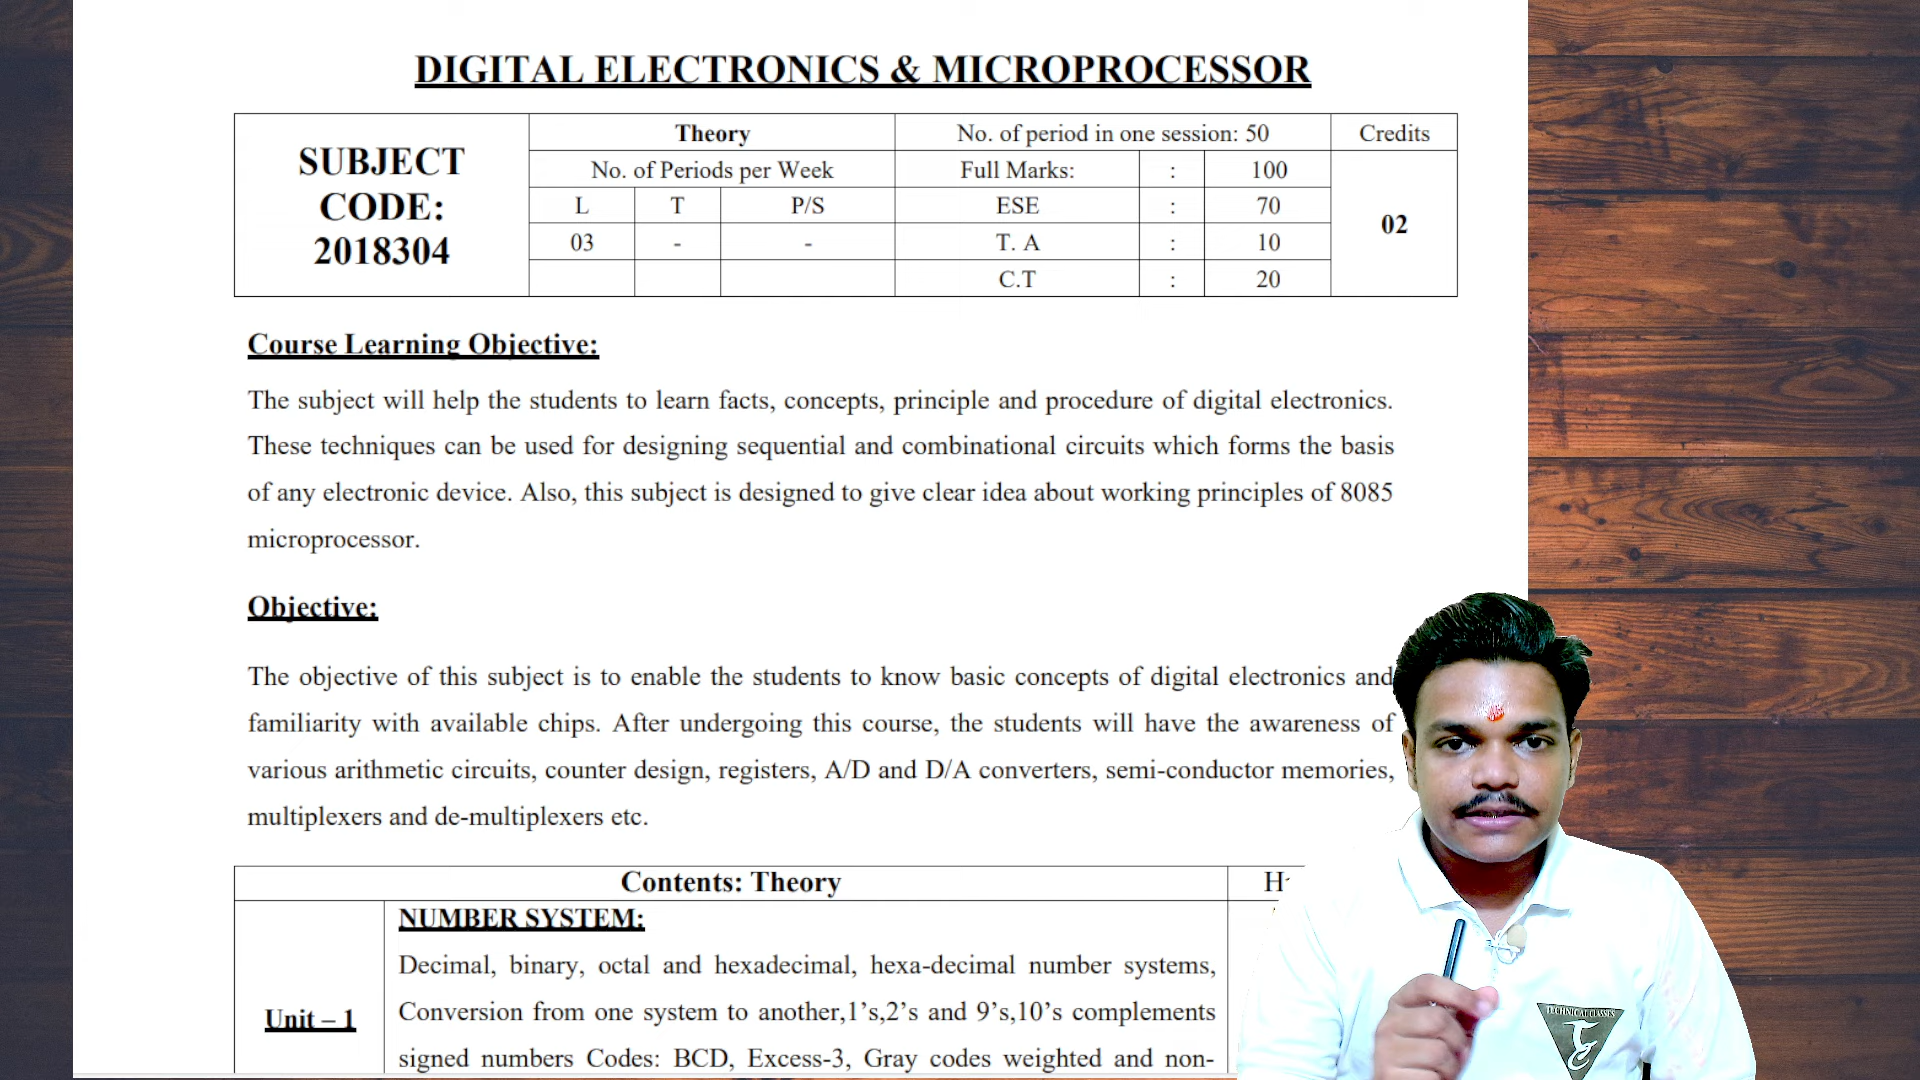 DIGITAL ELECTRONICS & MICROPROCESSOR
SUBJECT CODE: 2018304
Theory
No. of period in one session: 50
Credits
No. of Periods per Week
Full Marks: : 100
02
L T P/S ESE : 70
03 - - T. A : 10
C.T : 20
Course Learning Objective:
The subject will help the students to learn facts, concepts, principle and procedure of digital electronics.
These techniques can be used for designing sequential and combinational circuits which forms the basis
of any electronic device. Also, this subject is designed to give clear idea about working principles of 8085
microprocessor.
Objective:
The objective of this subject is to enable the students to know basic concepts of digital electronics and
familiarity with available chips. After undergoing this course, the students will have the awareness of
various arithmetic circuits, counter design, registers, A/D and D/A converters, semi-conductor memories,
multiplexers and de-multiplexers etc.
Contents: Theory
Unit – 1
NUMBER SYSTEM:
Decimal, binary, octal and hexadecimal, hexa-decimal number systems,
Conversion from one system to another,1’s,2’s and 9’s,10’s complements
signed numbers Codes: BCD, Excess-3, Gray codes weighted and non-
TECHNICAL CLASSES